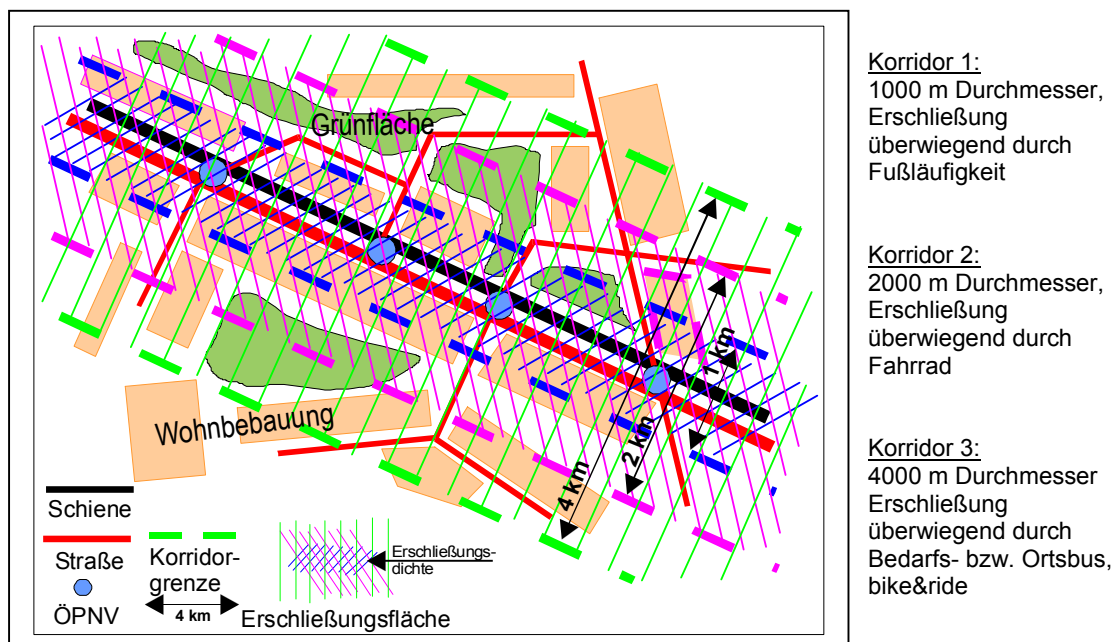 Grünfläche
Wohnbebauung
1 km
2 km
4 km
Schiene
Straße
ÖPNV
Korridor-
grenze
4 km
Erschließungs-
dichte
Erschließungsfläche
Korridor 1:
1000 m Durchmesser,
Erschließung
überwiegend durch
Fußläufigkeit
Korridor 2:
2000 m Durchmesser,
Erschließung
überwiegend durch
Fahrrad
Korridor 3:
4000 m Durchmesser
Erschließung
überwiegend durch
Bedarfs- bzw. Ortsbus,
bike&ride